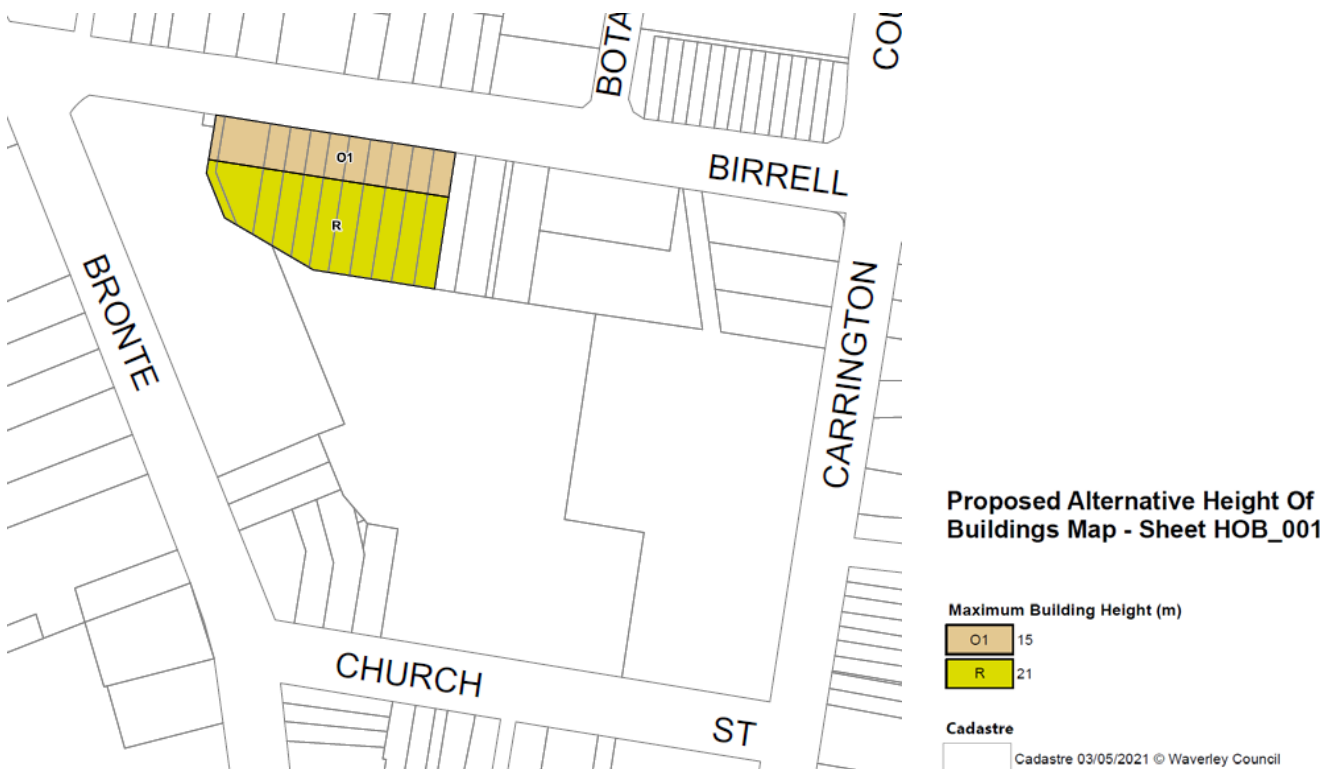 BOTA
COU
O1
BIRRELL
R
BRONTE
CARRINGTON
CHURCH
ST
Proposed Alternative Height Of
Buildings Map - Sheet HOB_001
Maximum Building Height (m)
O1 15
R 21
Cadastre
Cadastre 03/05/2021 © Waverley Council